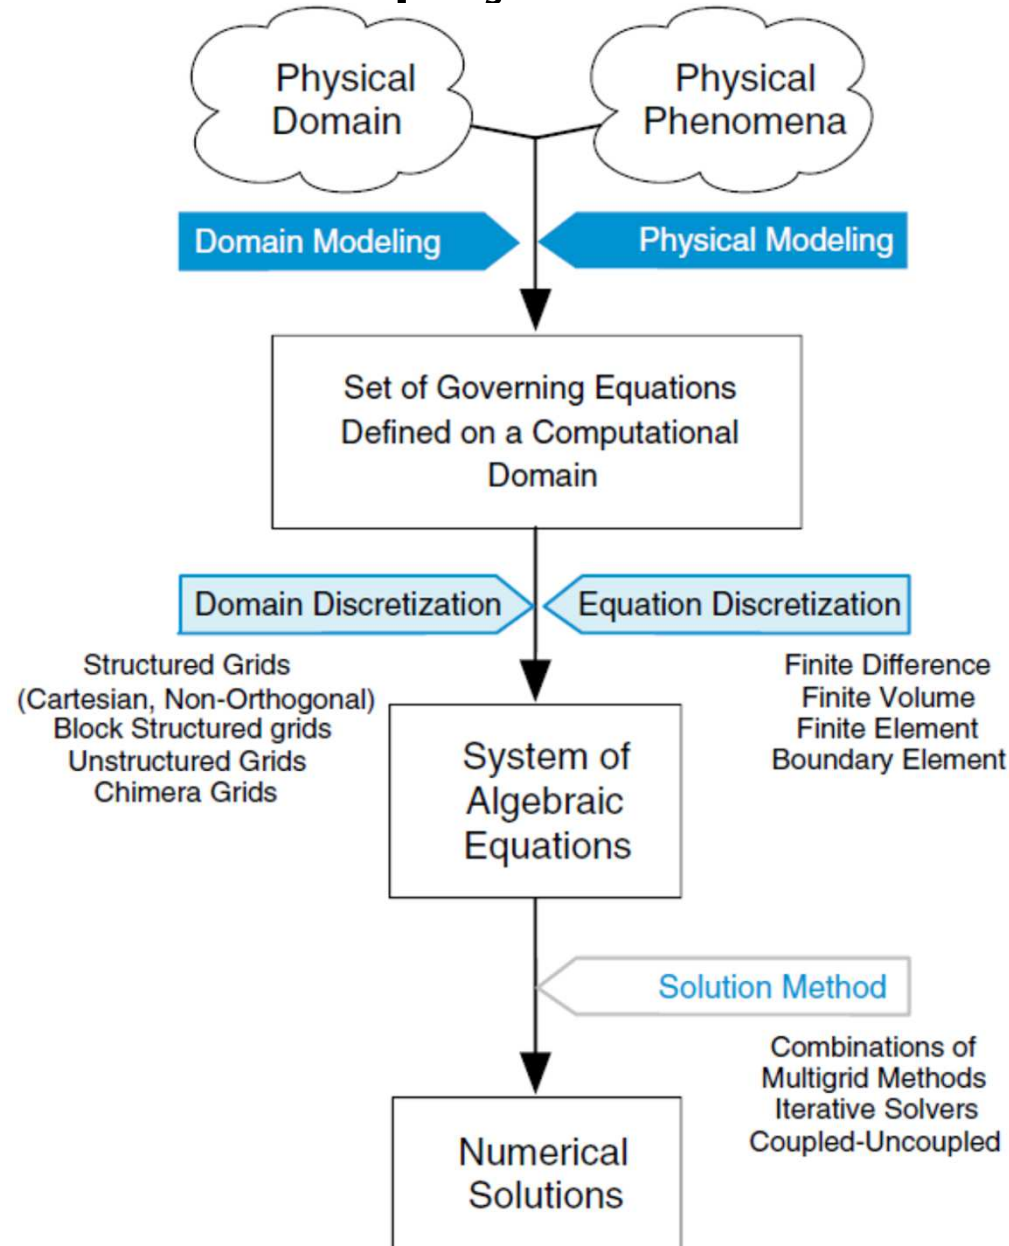 Physical
Domain
Physical
Phenomena
Domain Modeling
Physical Modeling
Set of Governing Equations
Defined on a Computational
Domain
Domain Discretization
Equation Discretization
Structured Grids
(Cartesian, Non-Orthogonal)
Block Structured grids
Unstructured Grids
Chimera Grids
Finite Difference
Finite Volume
Finite Element
Boundary Element
System of
Algebraic
Equations
Solution Method
Combinations of
Multigrid Methods
Iterative Solvers
Coupled-Uncoupled
Numerical
Solutions